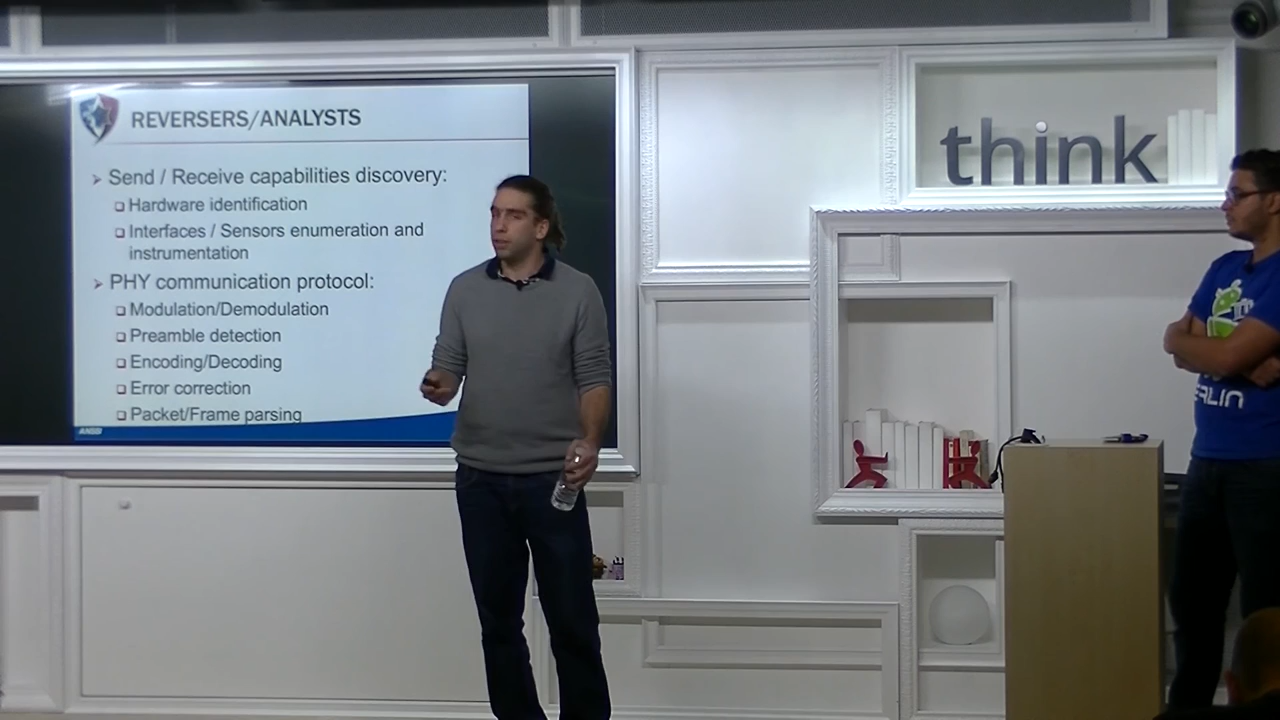 REVERSERS/ANALYSTS
Send / Receive capabilities discovery:
Hardware identification
Interfaces / Sensors enumeration and
instrumentation
PHY communication protocol:
Modulation/Demodulation
Preamble detection
Encoding/Decoding
Error correction
Packet/Frame parsing
ANSSI
think